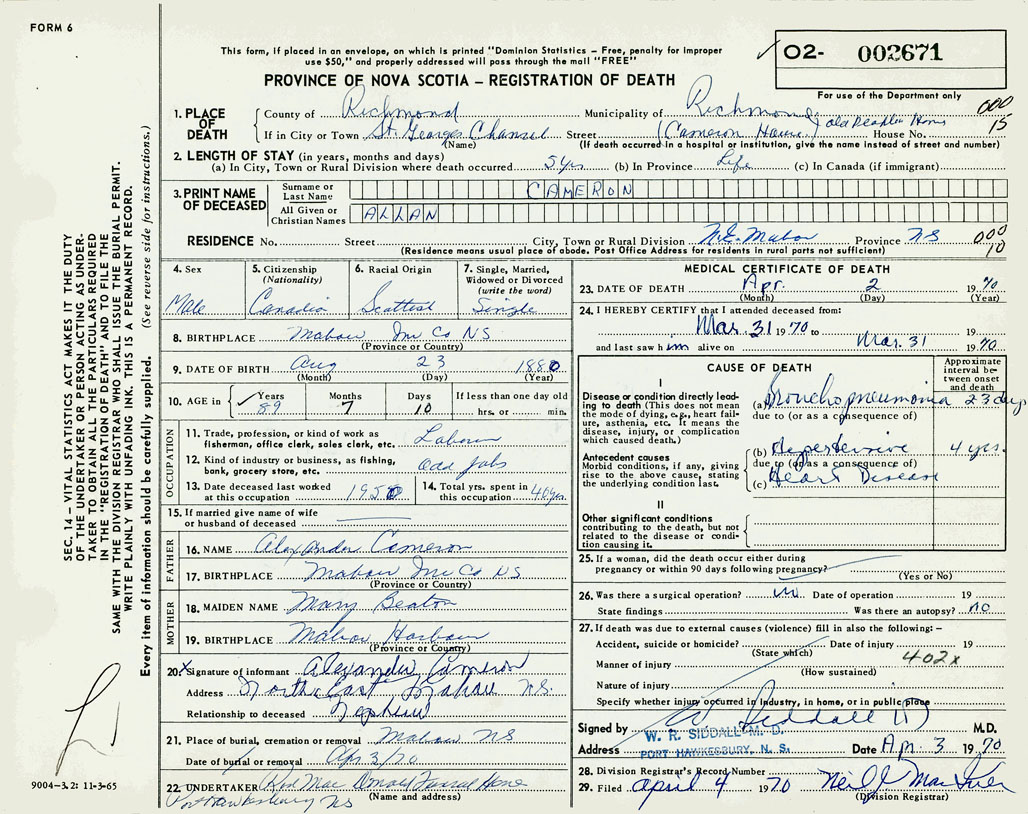 FORM 6
This form, if placed in an envelope, on which is printed "Dominion Statistics – Free, penalty for improper
use $50," and properly addressed will pass through the mail "FREE"
O2- 002671
For use of the Department only
PROVINCE OF NOVA SCOTIA – REGISTRATION OF DEATH
1. PLACE OF DEATH
County of Richmond Municipality of Richmond 000
If in City or Town St. Georges Channel Street (Cameron House) old Peoples Home House No. 15
(Name) (If death occurred in a hospital or institution, give the name instead of street and number)
2. LENGTH OF STAY (in years, months and days)
(a) In City, Town or Rural Division where death occurred 5 yrs (b) In Province Life (c) In Canada (if immigrant)
3. PRINT NAME OF DECEASED
Surname or Last Name CAMERON
All Given or Christian Names ALLAN
RESIDENCE No. Street City, Town or Rural Division N.E. Mabou Province NS 000
10
(Residence means usual place of abode. Post Office Address for residents in rural parts not sufficient)
4. Sex
Male
5. Citizenship (Nationality)
Canadia
6. Racial Origin
Scottish
7. Single, Married, Widowed or Divorced (write the word)
Single
8. BIRTHPLACE Mabou Inv Co NS
(Province or Country)
9. DATE OF BIRTH Aug 23 1880
(Month) (Day) (Year)
10. AGE in Years Months Days If less than one day old
89 7 10 hrs. or min.
OCCUPATION
11. Trade, profession, or kind of work as
fisherman, office clerk, sales clerk, etc. Labour
12. Kind of industry or business, as fishing,
bank, grocery store, etc. odd jobs
13. Date deceased last worked
at this occupation 1950
14. Total yrs. spent in
this occupation 40 yrs.
15. If married give name of wife
or husband of deceased
FATHER
16. NAME Alexander Cameron
17. BIRTHPLACE Mabou Inv Co NS
(Province or Country)
MOTHER
18. MAIDEN NAME Mary Beaton
19. BIRTHPLACE Mabou Harbour
(Province or Country)
20. X Signature of informant Alexander Cameron
Address North East Mabou N.S.
Relationship to deceased Nephew
21. Place of burial, cremation or removal Mabou NS
Date of burial or removal Apr 3/70
22. UNDERTAKER Rod Mac Donald Funeral Home
Port Hawkesbury NS (Name and address)
MEDICAL CERTIFICATE OF DEATH
23. DATE OF DEATH Apr. 2 1970
(Month) (Day) (Year)
24. I HEREBY CERTIFY that I attended deceased from:
Mar. 31 1970 to 19
and last saw him alive on Mar. 31 1970
CAUSE OF DEATH
Approximate interval between onset and death
I
Disease or condition directly leading to death (This does not mean
the mode of dying, e.g., heart failure, asthenia, etc. It means the
disease, injury, or complication
which caused death.)
(a) Bronchopneumonia 23 days
due to (or as a consequence of)
Antecedent causes
Morbid conditions, if any, giving
rise to the above cause, stating
the underlying condition last.
(b) Hypertensive 4 yrs.
due to (or as a consequence of)
(c) Heart Disease
II
Other significant conditions
contributing to the death, but not
related to the disease or condition causing it.
25. If a woman, did the death occur either during
pregnancy or within 90 days following pregnancy?
(Yes or No)
26. Was there a surgical operation? Date of operation 19
State findings Was there an autopsy? no
27. If death was due to external causes (violence) fill in also the following:–
Accident, suicide or homicide? Date of injury 19
(State which) 402x
Manner of injury
(How sustained)
Nature of injury
Specify whether injury occurred in industry, in home, or in public place
Signed by W Siddall M.D.
W. R. SIDDALL M. D.
Address PORT HAWKESBURY, N. S. Date Apr. 3 1970
28. Division Registrar's Record Number
29. Filed April 4 1970 Neil J
(Division Registrar)
SEC. 14 – VITAL STATISTICS ACT MAKES IT THE DUTY
OF THE UNDERTAKER OR PERSON ACTING AS UNDER-
TAKER TO OBTAIN ALL THE PARTICULARS REQUIRED
IN THE "REGISTRATION OF DEATH" AND TO FILE THE
SAME WITH THE DIVISION REGISTRAR WHO SHALL ISSUE THE BURIAL PERMIT.
WRITE PLAINLY WITH UNFADING INK. THIS IS A PERMANENT RECORD.
Every item of information should be carefully supplied. (See reverse side for instructions.)
9004-3.2: 11-3-65